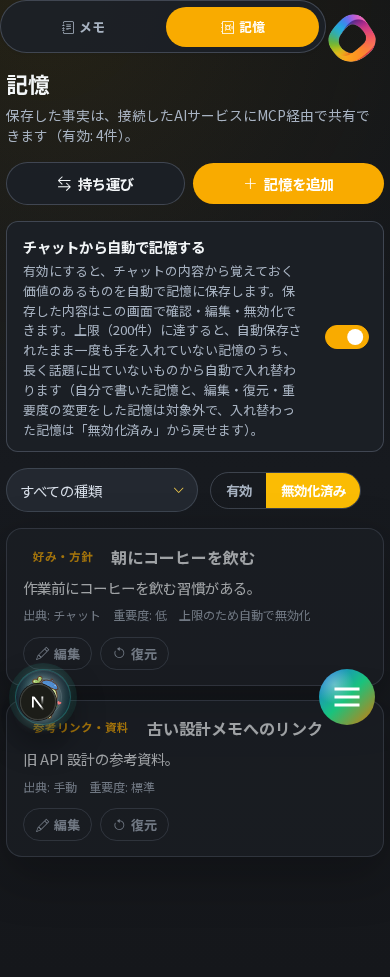 メモ
記憶
記憶
保存した事実は、接続したAIサービスにMCP経由で共有で
きます（有効: 4件）。
持ち運び
記憶を追加
チャットから自動で記憶する
有効にすると、チャットの内容から覚えておく
価値のあるものを自動で記憶に保存します。保
存した内容はこの画面で確認・編集・無効化で
きます。上限（200件）に達すると、自動保存さ
れたまま一度も手を入れていない記憶のうち、
長く話題に出ていないものから自動で入れ替わ
ります（自分で書いた記憶と、編集・復元・重
要度の変更をした記憶は対象外で、入れ替わっ
た記憶は「無効化済み」から戻せます）。
すべての種類
有効
無効化済み
好み・方針
朝にコーヒーを飲む
作業前にコーヒーを飲む習慣がある。
出典: チャット 重要度: 低 上限のため自動で無効化
編集
復元
N
参考リンク・資料
古い設計メモへのリンク
旧 API 設計の参考資料。
出典: 手動 重要度: 標準
編集
復元